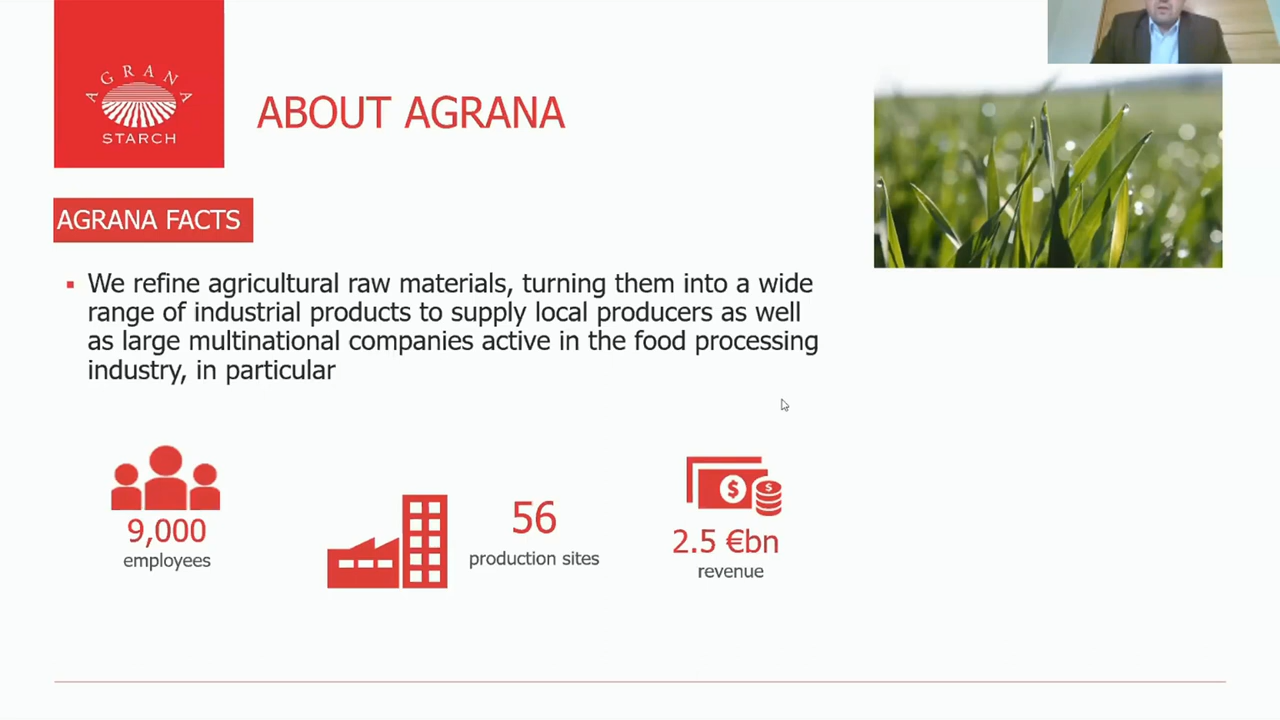 AGRANA
STARCH
ABOUT AGRANA
AGRANA FACTS
We refine agricultural raw materials, turning them into a wide
range of industrial products to supply local producers as well
as large multinational companies active in the food processing
industry, in particular
9,000
employees
56
production sites
2.5 €bn
revenue